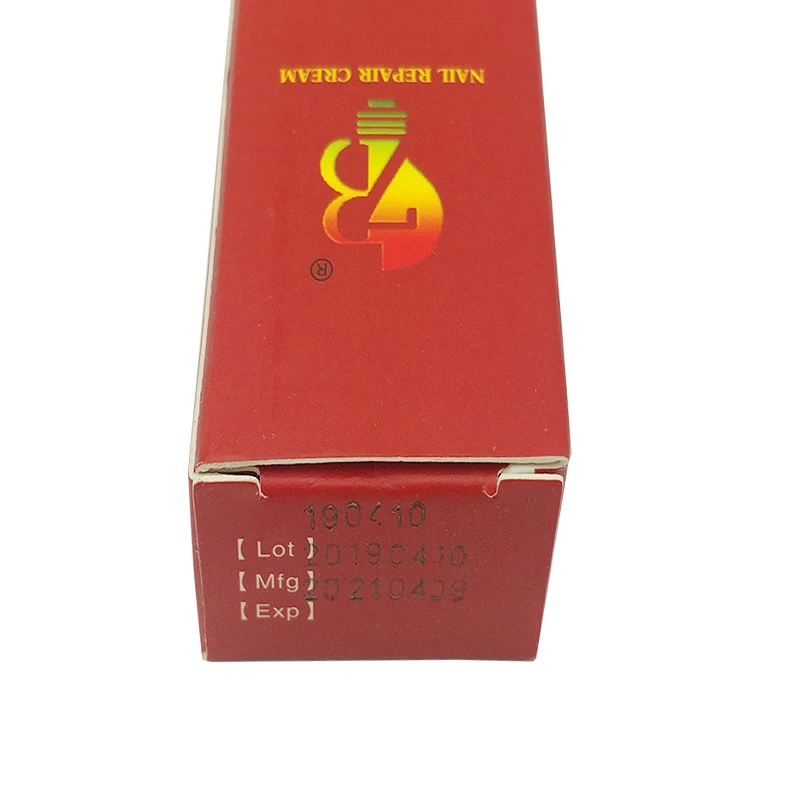 NAIL REPAIR CREAM
®
190410
【Lot】20190410
【Mfg】20210409
【Exp】